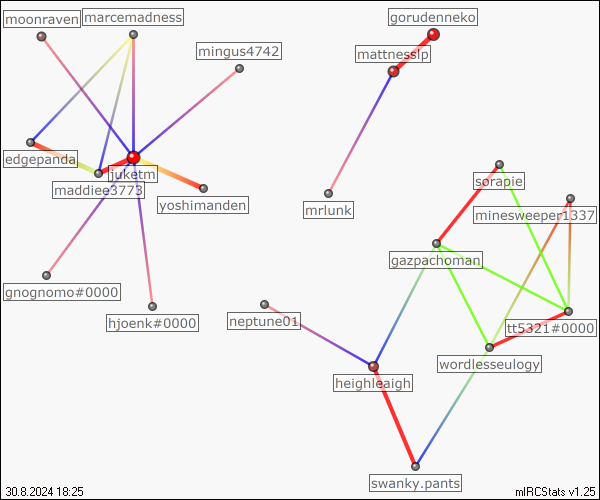 moonraven
marcemadness
gorudenneko
mingus4742
mattnesslp
edgepanda
juketm
maddiee3773
sorapie
yoshimanden
mrlunk
minesweeper1337
gazpachoman
gnognomo#0000
hjoenk#0000
neptune01
tt5321#0000
wordlesseulogy
heighleaigh
swanky.pants
30.8.2024 18:25
mIRCStats v1.25